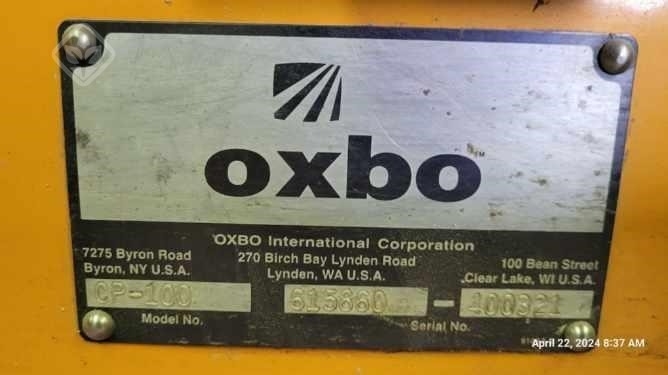 oxbo
OXBO International Corporation
7275 Byron Road
Byron, NY U.S.A.
270 Birch Bay Lynden Road
Lynden, WA U.S.A.
100 Bean Street
Clear Lake, WI U.S.A.
CP-100
Model No.
615880 - 100321
Serial No.
April 22, 2024 8:37 AM